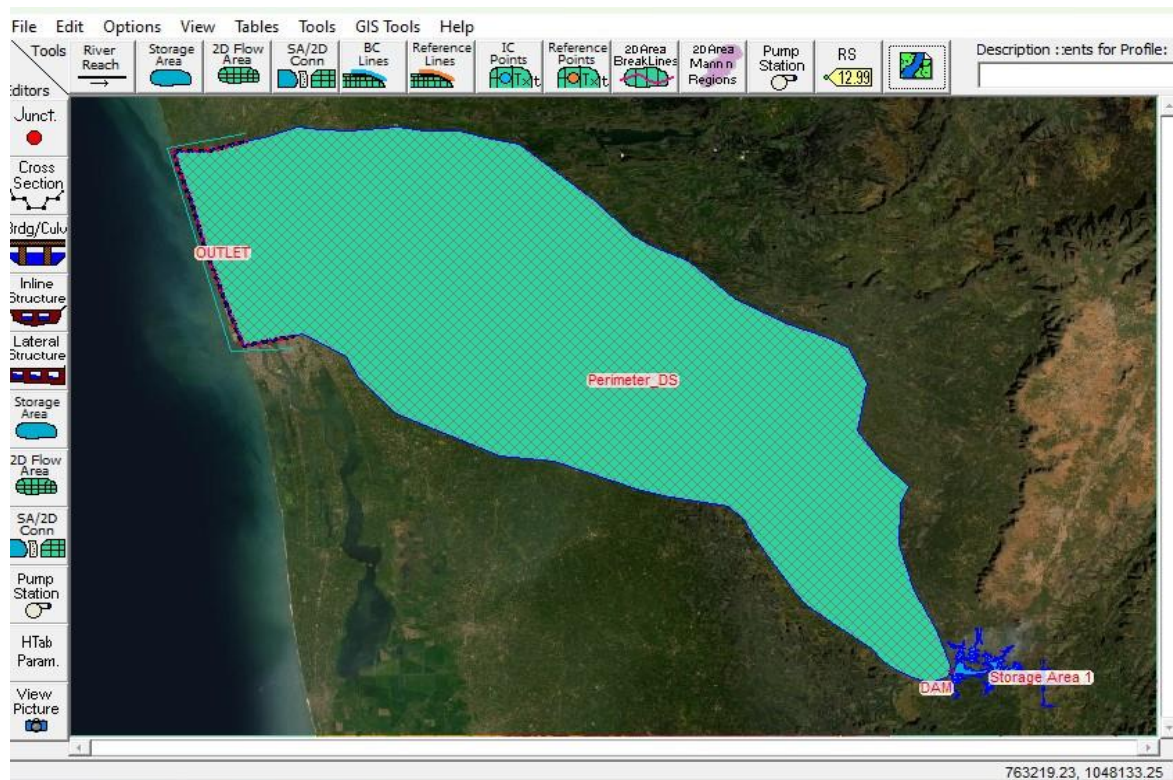 File Edit Options View Tables Tools GIS Tools Help
Tools
River
Reach
Storage
Area
2D Flow
Area
SA/2D
Conn
BC
Lines
Reference
Lines
IC
Points
Reference
Points
2D Area
BreakLines
2D Area
Mann n
Regions
Pump
Station
RS
12.99
Description ::ents for Profile:
ditors
Junct.
Cross
Section
Brdg/Culv
Inline
Structure
Lateral
Structure
Storage
Area
2D Flow
Area
SA/2D
Conn
Pump
Station
HTab
Param.
View
Picture
OUTLET
Perimeter_DS
DAM
Storage Area 1
763219.23, 1048133.25